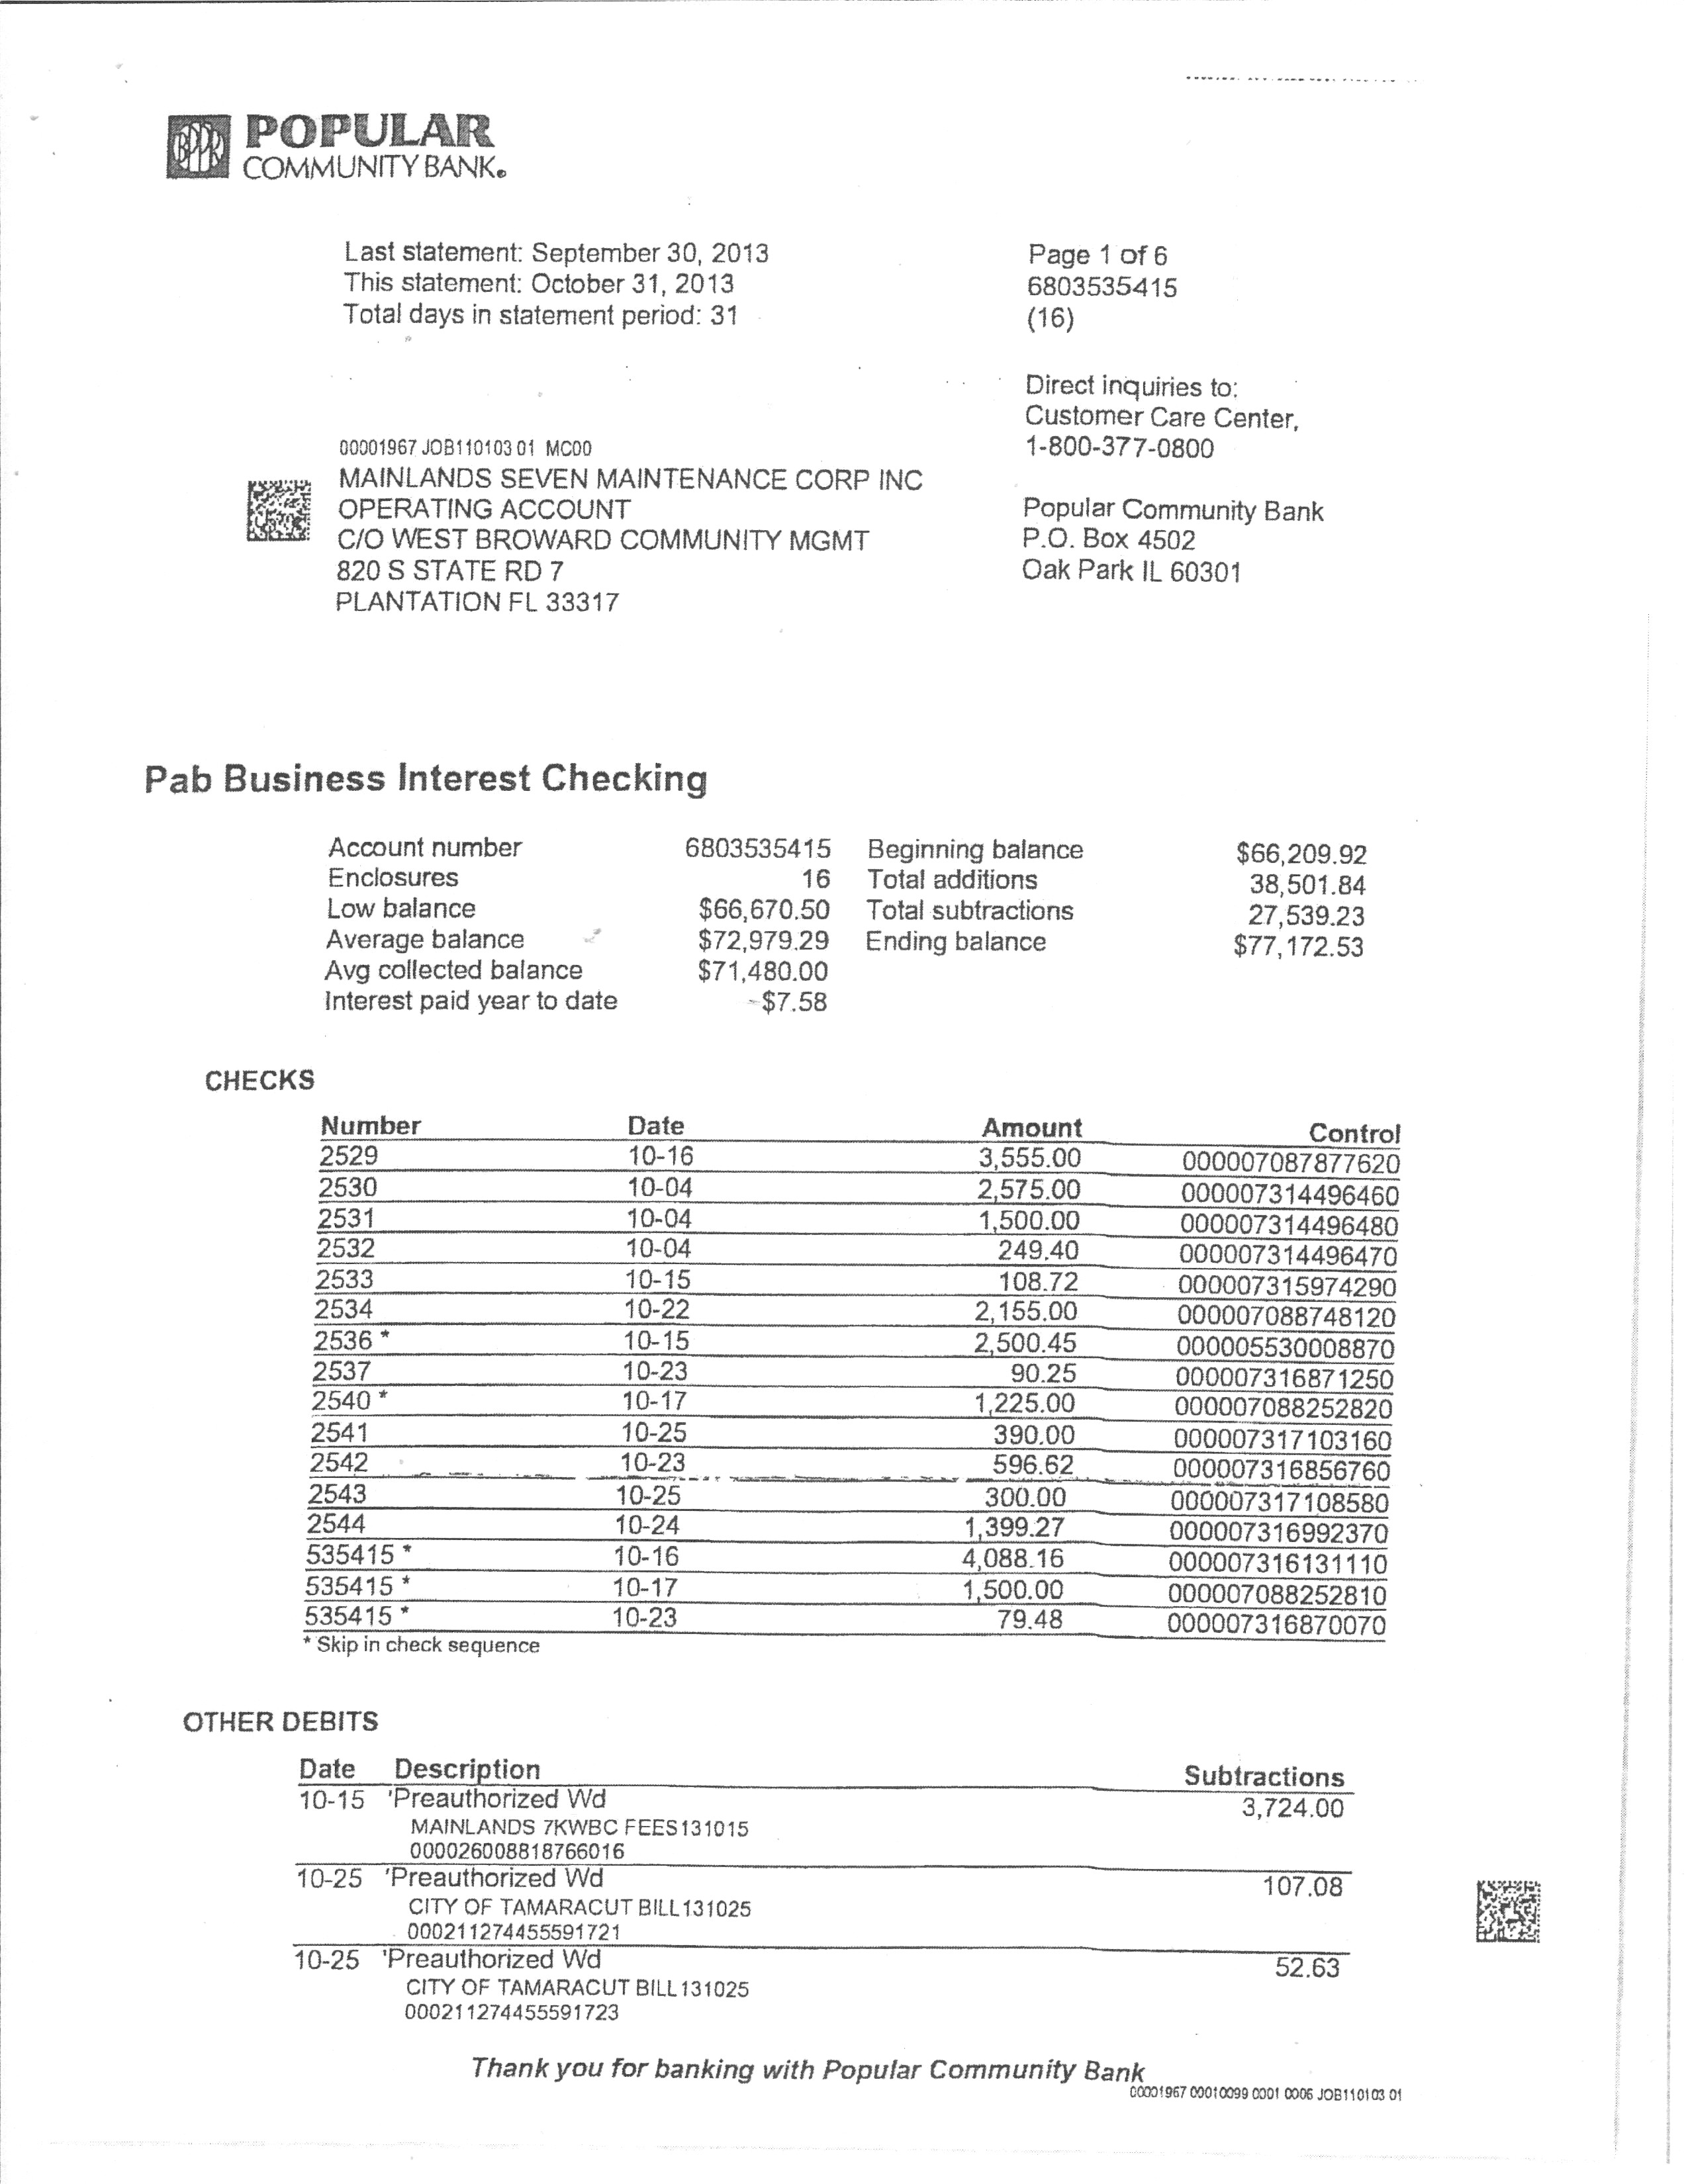 POPULAR
COMMUNITY BANK®
Last statement: September 30, 2013
This statement: October 31, 2013
Total days in statement period: 31
Page 1 of 6
6803535415
(16)
Direct inquiries to:
Customer Care Center,
1-800-377-0800
00001967 JOB110103 01 MC00
MAINLANDS SEVEN MAINTENANCE CORP INC
OPERATING ACCOUNT
C/O WEST BROWARD COMMUNITY MGMT
820 S STATE RD 7
PLANTATION FL 33317
Popular Community Bank
P.O. Box 4502
Oak Park IL 60301
Pab Business Interest Checking
Account number 6803535415 Beginning balance $66,209.92
Enclosures 16 Total additions 38,501.84
Low balance $66,670.50 Total subtractions 27,539.23
Average balance $72,979.29 Ending balance $77,172.53
Avg collected balance $71,480.00
Interest paid year to date $7.58
CHECKS
Number Date Amount Control
2529 10-16 3,555.00 000007087877620
2530 10-04 2,575.00 000007314496460
2531 10-04 1,500.00 000007314496480
2532 10-04 249.40 000007314496470
2533 10-15 108.72 000007315974290
2534 10-22 2,155.00 000007088748120
2536 * 10-15 2,500.45 000005530008870
2537 10-23 90.25 000007316871250
2540 * 10-17 1,225.00 000007088252820
2541 10-25 390.00 000007317103160
2542 10-23 596.62 000007316856760
2543 10-25 300.00 000007317108580
2544 10-24 1,399.27 000007316992370
535415 * 10-16 4,088.16 000007316131110
535415 * 10-17 1,500.00 000007088252810
535415 * 10-23 79.48 000007316870070
* Skip in check sequence
OTHER DEBITS
Date Description Subtractions
10-15 'Preauthorized Wd 3,724.00
MAINLANDS 7KWBC FEES131015
000026008818766016
10-25 'Preauthorized Wd 107.08
CITY OF TAMARACUT BILL131025
000211274455591721
10-25 'Preauthorized Wd 52.63
CITY OF TAMARACUT BILL131025
000211274455591723
Thank you for banking with Popular Community Bank
00001967 00010099 0001 0006 JOB110103 01